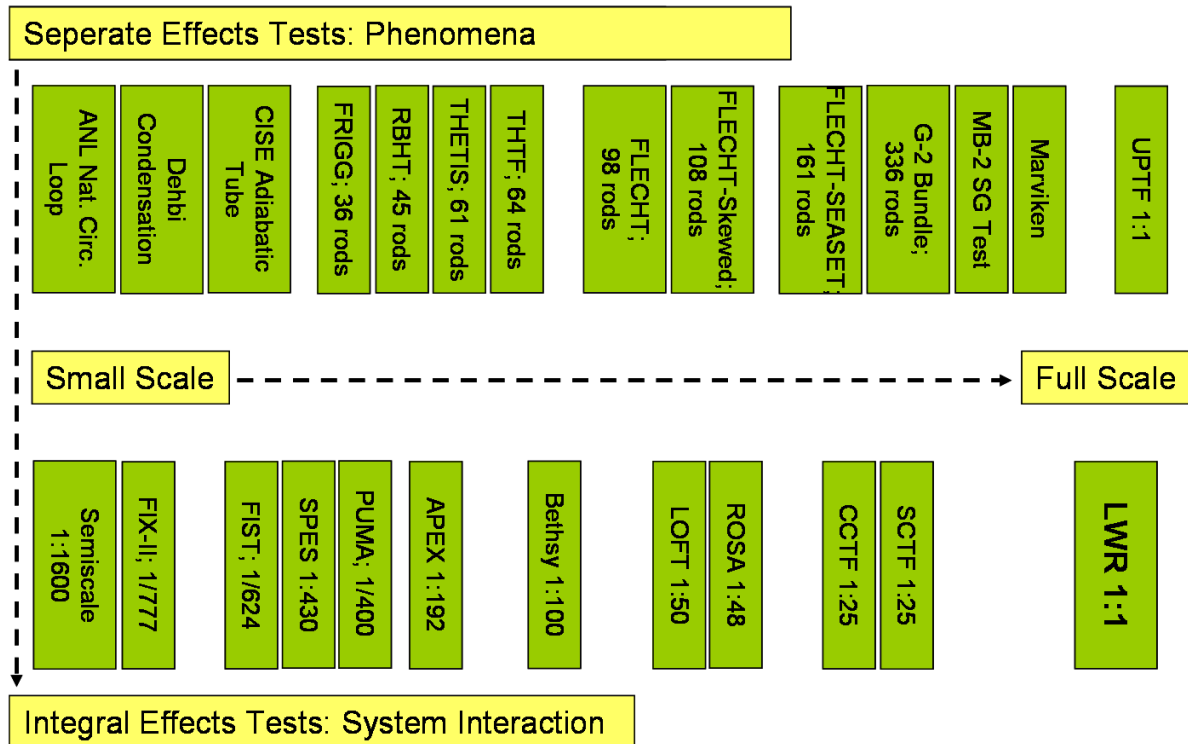 Seperate Effects Tests: Phenomena
ANL Nat. Circ.
Loop
Dehbi
Condensation
CISE Adiabatic
Tube
FRIGG; 36 rods
RBHT; 45 rods
THETIS; 61 rods
THTF; 64 rods
FLECHT;
98 rods
FLECHT-Skewed;
108 rods
FLECHT-SEASET;
161 rods
G-2 Bundle;
336 rods
MB-2 SG Test
Marviken
UPTF 1:1
Small Scale
Full Scale
Semiscale
1:1600
FIX-II; 1/777
FIST; 1/624
SPES 1:430
PUMA; 1/400
APEX 1:192
Bethsy 1:100
LOFT 1:50
ROSA 1:48
CCTF 1:25
SCTF 1:25
LWR 1:1
Integral Effects Tests: System Interaction